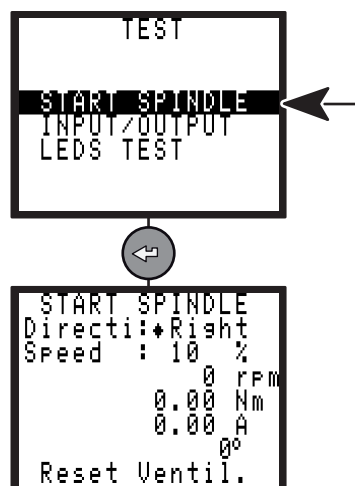 TEST
START SPINDLE
INPUT/OUTPUT
LEDS TEST
START SPINDLE
Directi:♦Right
Speed : 10 %
0 rpm
0.00 Nm
0.00 A
0°
Reset Ventil.